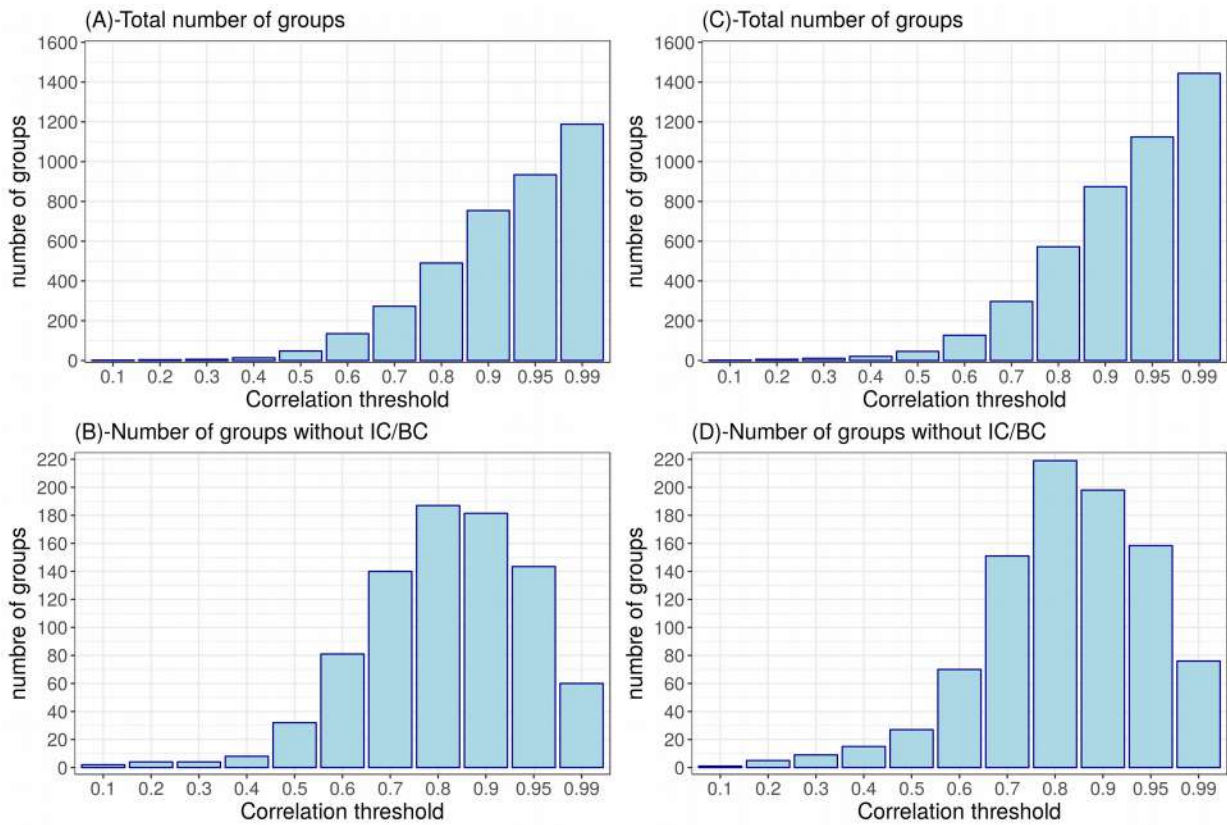 (A)-Total number of groups
numbre of groups
1600
1400
1200
1000
800
600
400
200
0
0.1 0.2 0.3 0.4 0.5 0.6 0.7 0.8 0.9 0.95 0.99
Correlation threshold
(C)-Total number of groups
numbre of groups
1600
1400
1200
1000
800
600
400
200
0
0.1 0.2 0.3 0.4 0.5 0.6 0.7 0.8 0.9 0.95 0.99
Correlation threshold
(B)-Number of groups without IC/BC
numbre of groups
220
200
180
160
140
120
100
80
60
40
20
0
0.1 0.2 0.3 0.4 0.5 0.6 0.7 0.8 0.9 0.95 0.99
Correlation threshold
(D)-Number of groups without IC/BC
numbre of groups
220
200
180
160
140
120
100
80
60
40
20
0
0.1 0.2 0.3 0.4 0.5 0.6 0.7 0.8 0.9 0.95 0.99
Correlation threshold